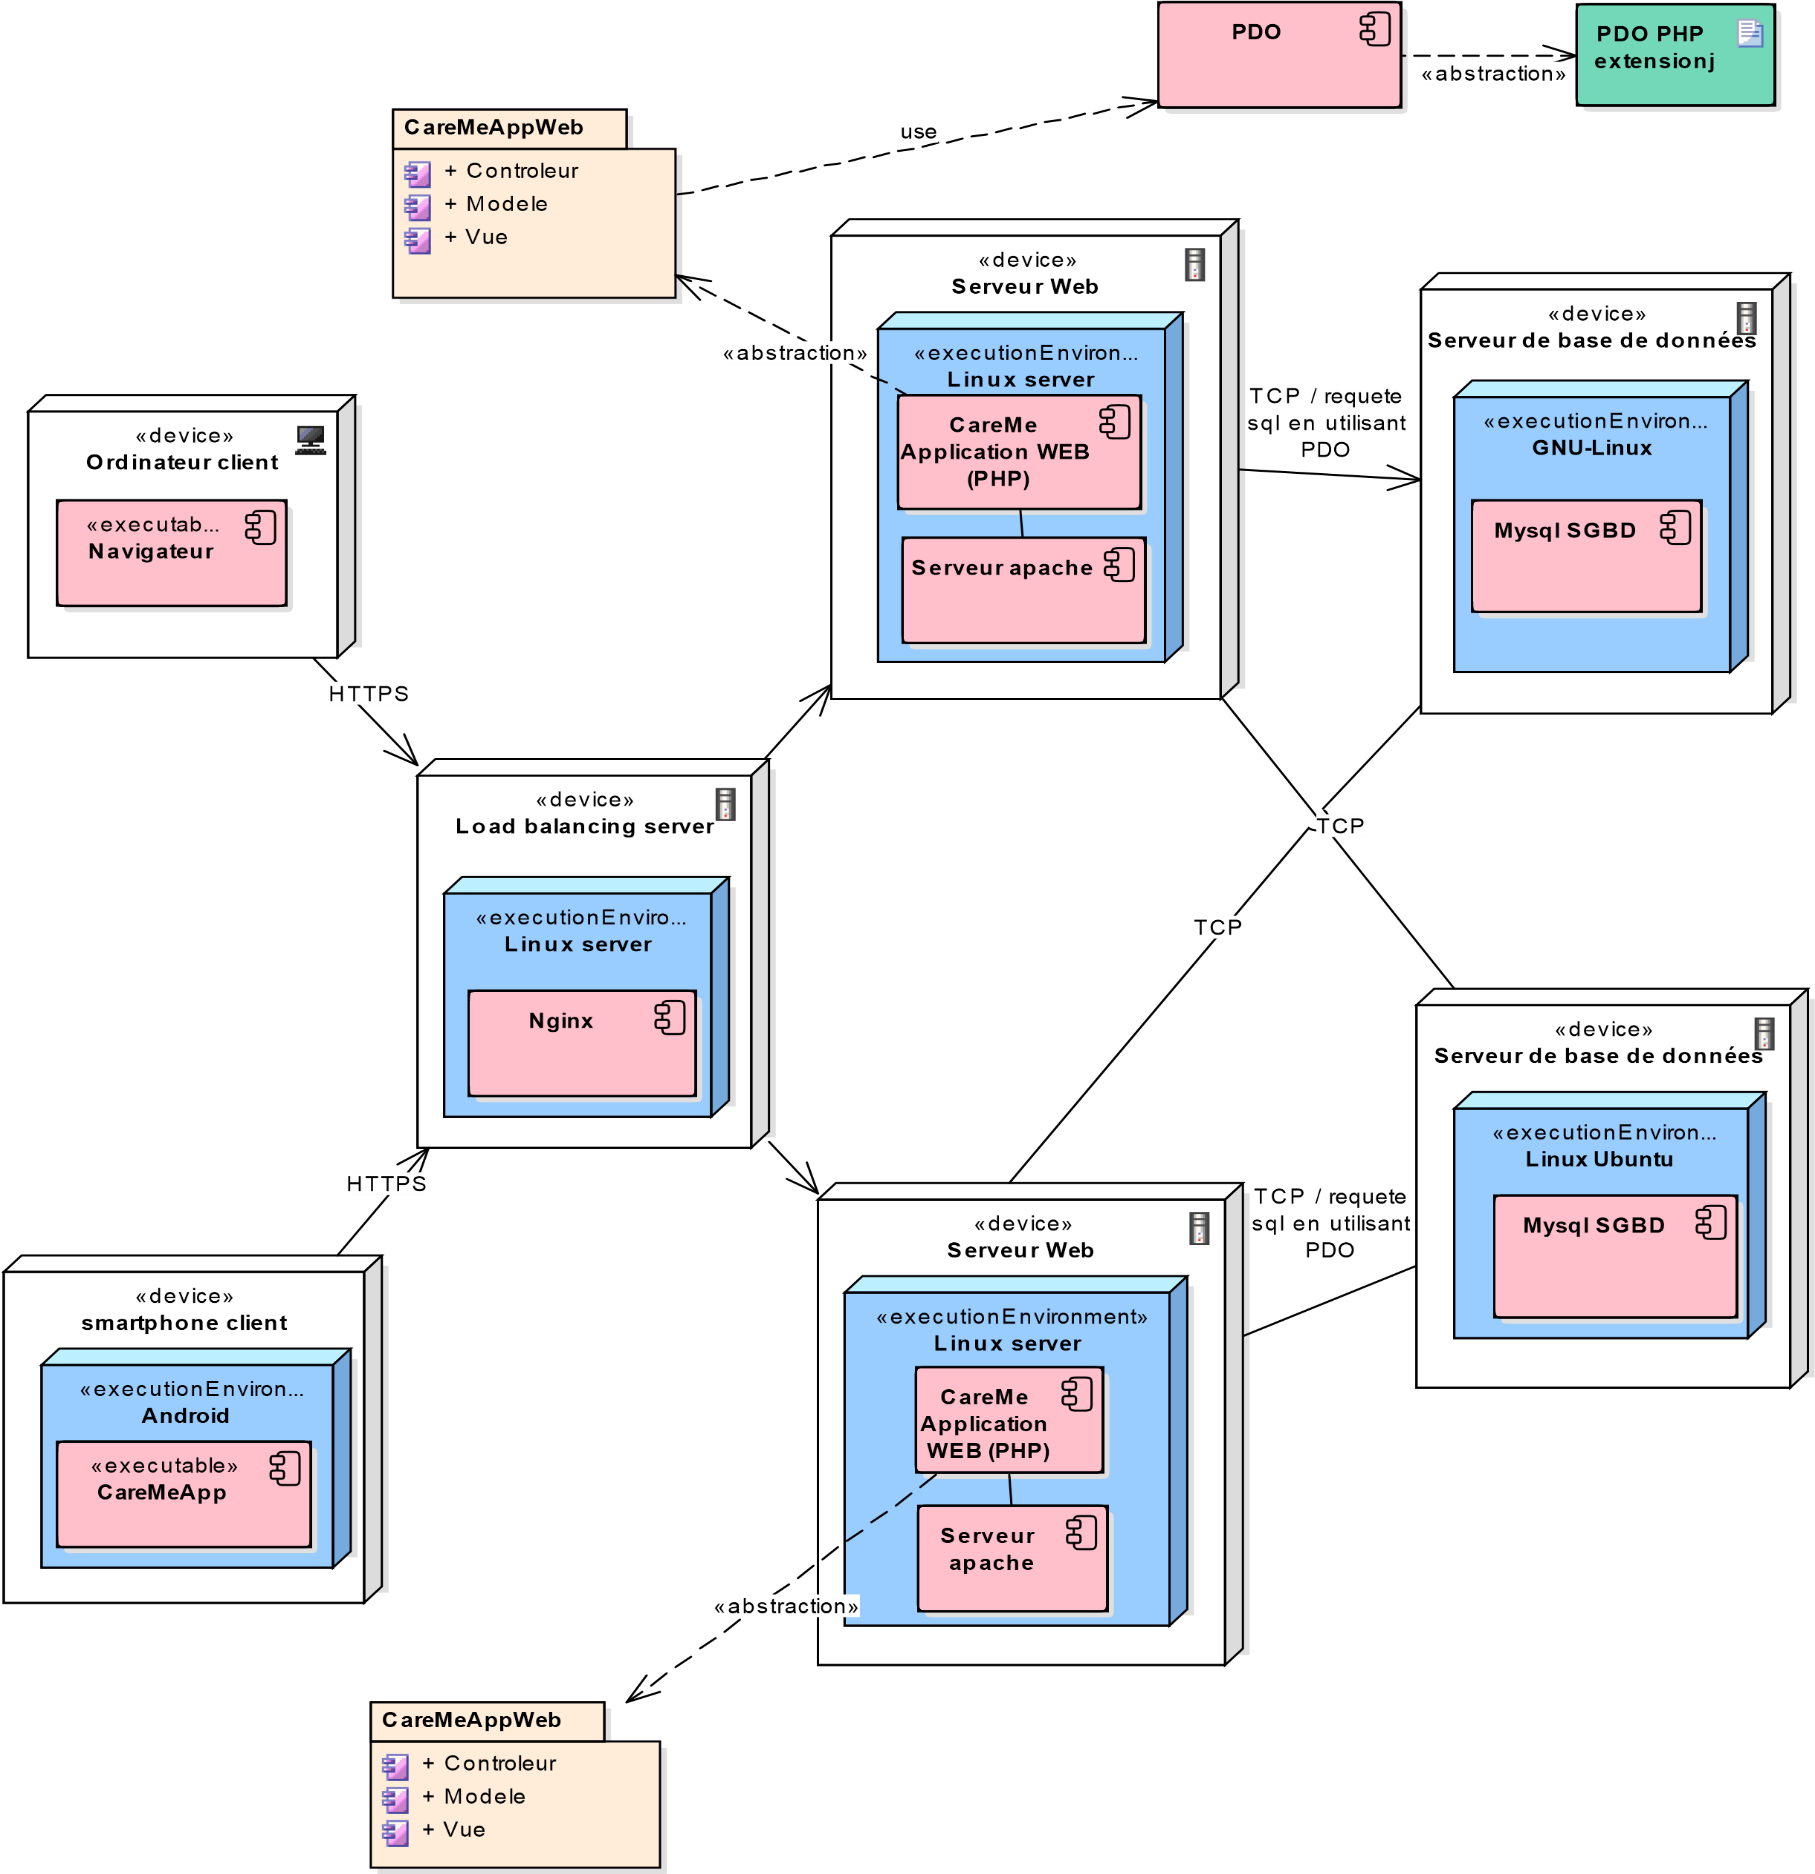 PDO
«abstraction»
PDO PHP
extensionj
CareMeAppWeb
+ Controleur
+ Modele
+ Vue
use
«abstraction»
«device»
Serveur Web
«executionEnviron...
Linux server
CareMe
Application WEB
(PHP)
Serveur apache
TCP / requete
sql en utilisant
PDO
«device»
Serveur de base de données
«executionEnviron...
GNU-Linux
Mysql SGBD
«device»
Ordinateur client
«executab...
Navigateur
HTTPS
«device»
Load balancing server
«executionEnviro...
Linux server
Nginx
TCP
TCP
HTTPS
«device»
smartphone client
«executionEnviron...
Android
«executable»
CareMeApp
«device»
Serveur Web
«executionEnvironment»
Linux server
CareMe
Application
WEB (PHP)
Serveur
apache
TCP / requete
sql en utilisant
PDO
«device»
Serveur de base de données
«executionEnviron...
Linux Ubuntu
Mysql SGBD
«abstraction»
CareMeAppWeb
+ Controleur
+ Modele
+ Vue